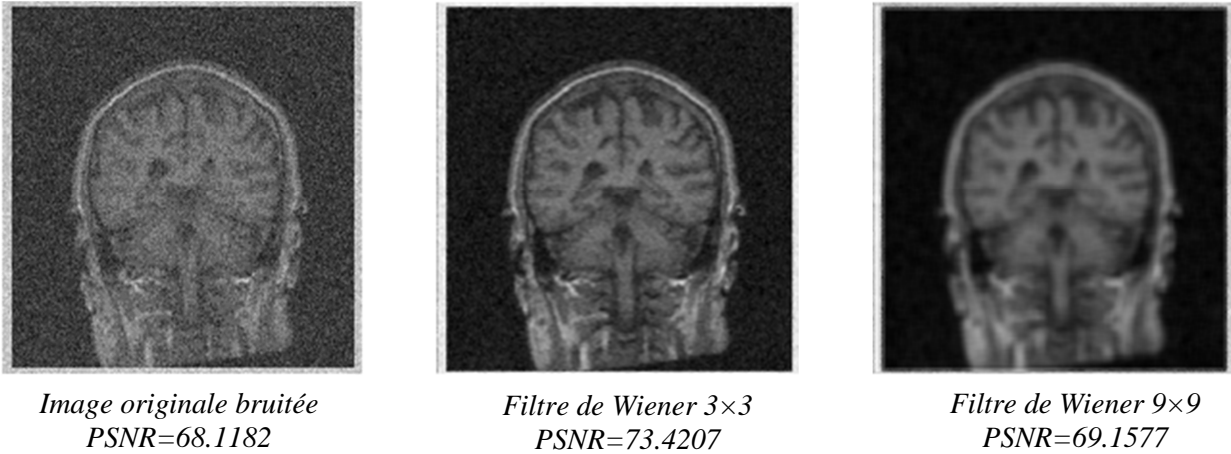 Image originale bruitée
PSNR=68.1182
Filtre de Wiener 3×3
PSNR=73.4207
Filtre de Wiener 9×9
PSNR=69.1577